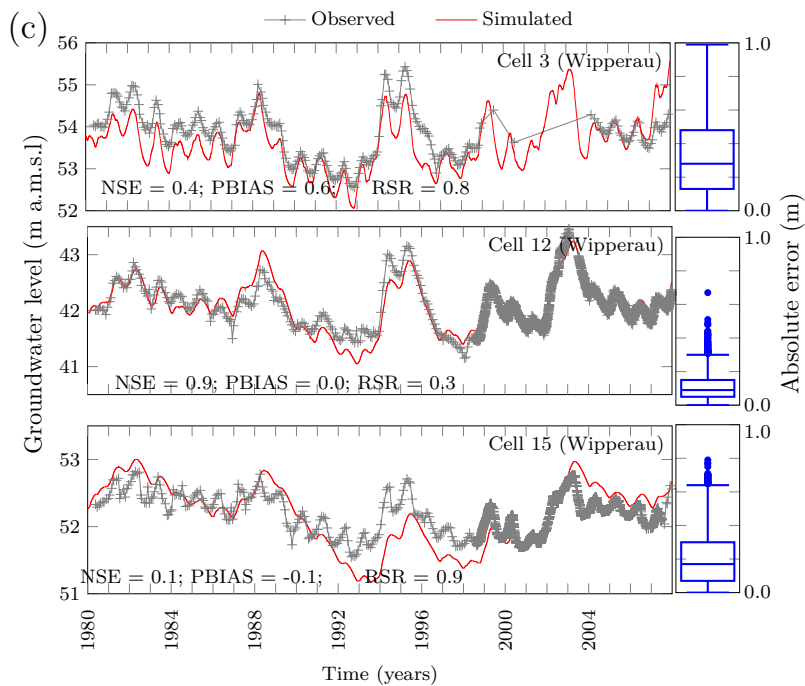 (c)
Observed
Simulated
Groundwater level (m a.m.s.l)
56
55
54
53
52
Cell 3 (Wipperau)
NSE = 0.4; PBIAS = 0.6; RSR = 0.8
1.0
0.0
43
42
41
Cell 12 (Wipperau)
NSE = 0.9; PBIAS = 0.0; RSR = 0.3
1.0
0.0
53
52
51
Cell 15 (Wipperau)
NSE = 0.1; PBIAS = -0.1; RSR = 0.9
1.0
0.0
Absolute error (m)
1980
1984
1988
1992
1996
2000
2004
Time (years)